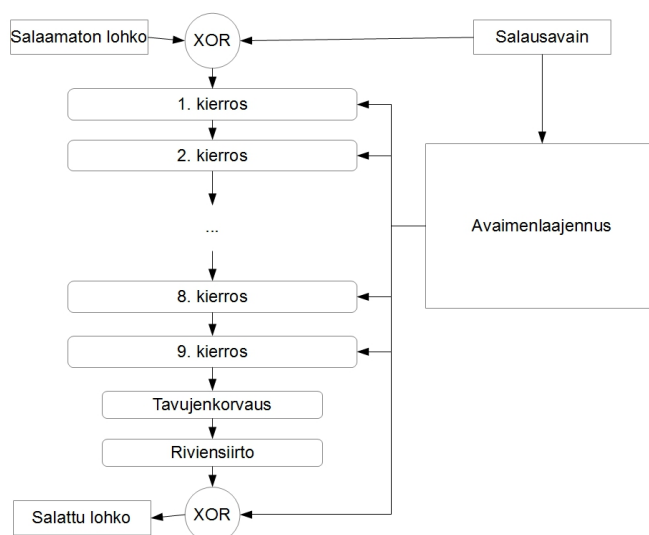 Salaamaton lohko
XOR
Salausavain
1. kierros
2. kierros
Avaimenlaajennus
...
8. kierros
9. kierros
Tavujenkorvaus
Riviensiirto
Salattu lohko
XOR